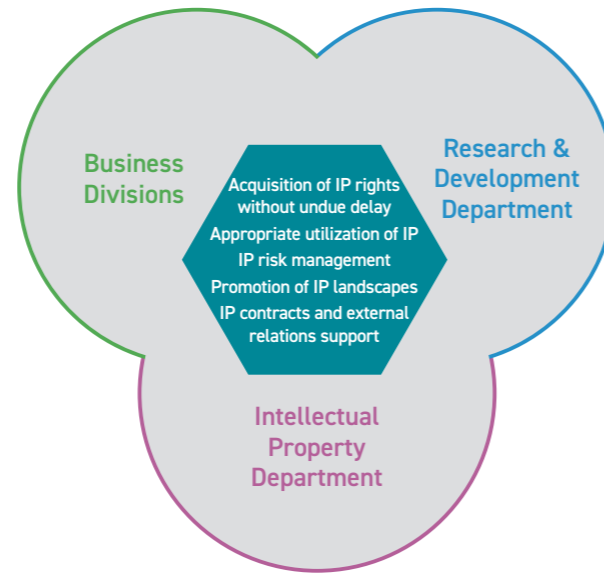 Business
Divisions
Research &
Development
Department
Acquisition of IP rights
without undue delay
Appropriate utilization of IP
IP risk management
Promotion of IP landscapes
IP contracts and external
relations support
Intellectual
Property
Department